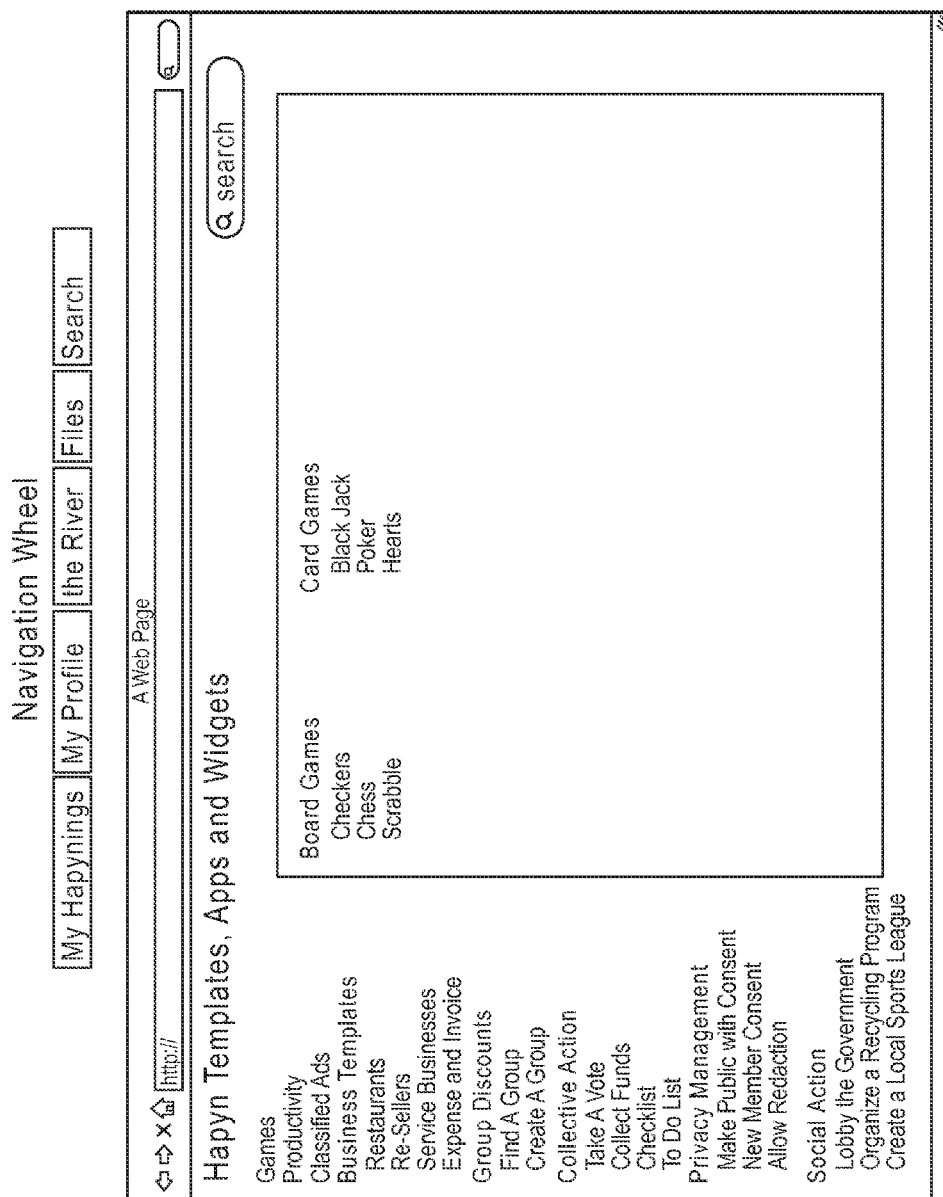 Navigation Wheel
My Hapynings My Profile the River Files Search
A Web Page
http://
Hapyn Templates, Apps and Widgets
search
Games
Productivity
Classified Ads
Business Templates
Restaurants
Re-Sellers
Service Businesses
Expense and Invoice
Group Discounts
Find A Group
Create A Group
Collective Action
Take A Vote
Collect Funds
Checklist
To Do List
Privacy Management
Make Public with Consent
New Member Consent
Allow Redaction
Social Action
Lobby the Government
Organize a Recycling Program
Create a Local Sports League
Board Games
Checkers
Chess
Scrabble
Card Games
Black Jack
Poker
Hearts